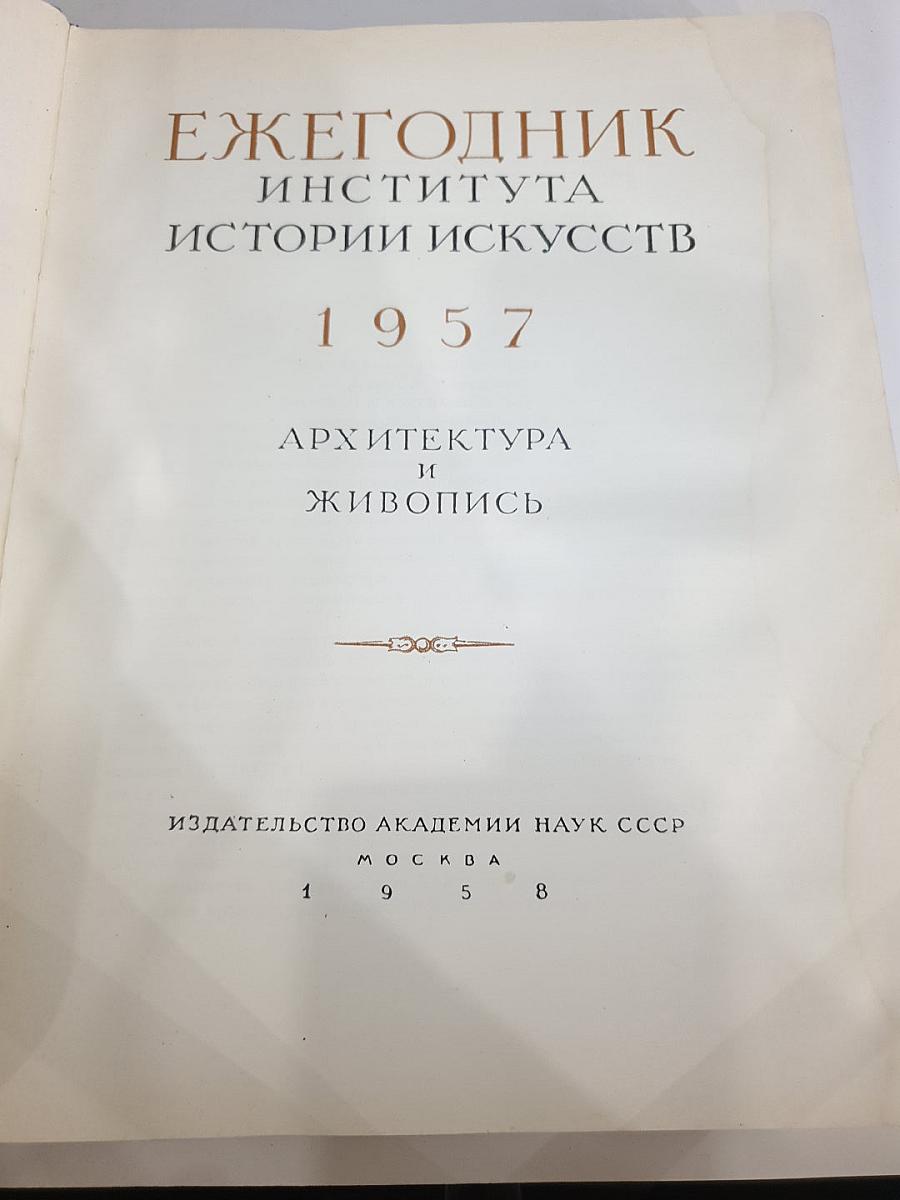 ЕЖЕГОДНИК
ИНСТИТУТА
ИСТОРИИ ИСКУССТВ
1957
АРХИТЕКТУРА
И
ЖИВОПИСЬ
ИЗДАТЕЛЬСТВО АКАДЕМИИ НАУК СССР
МОСКВА
1958